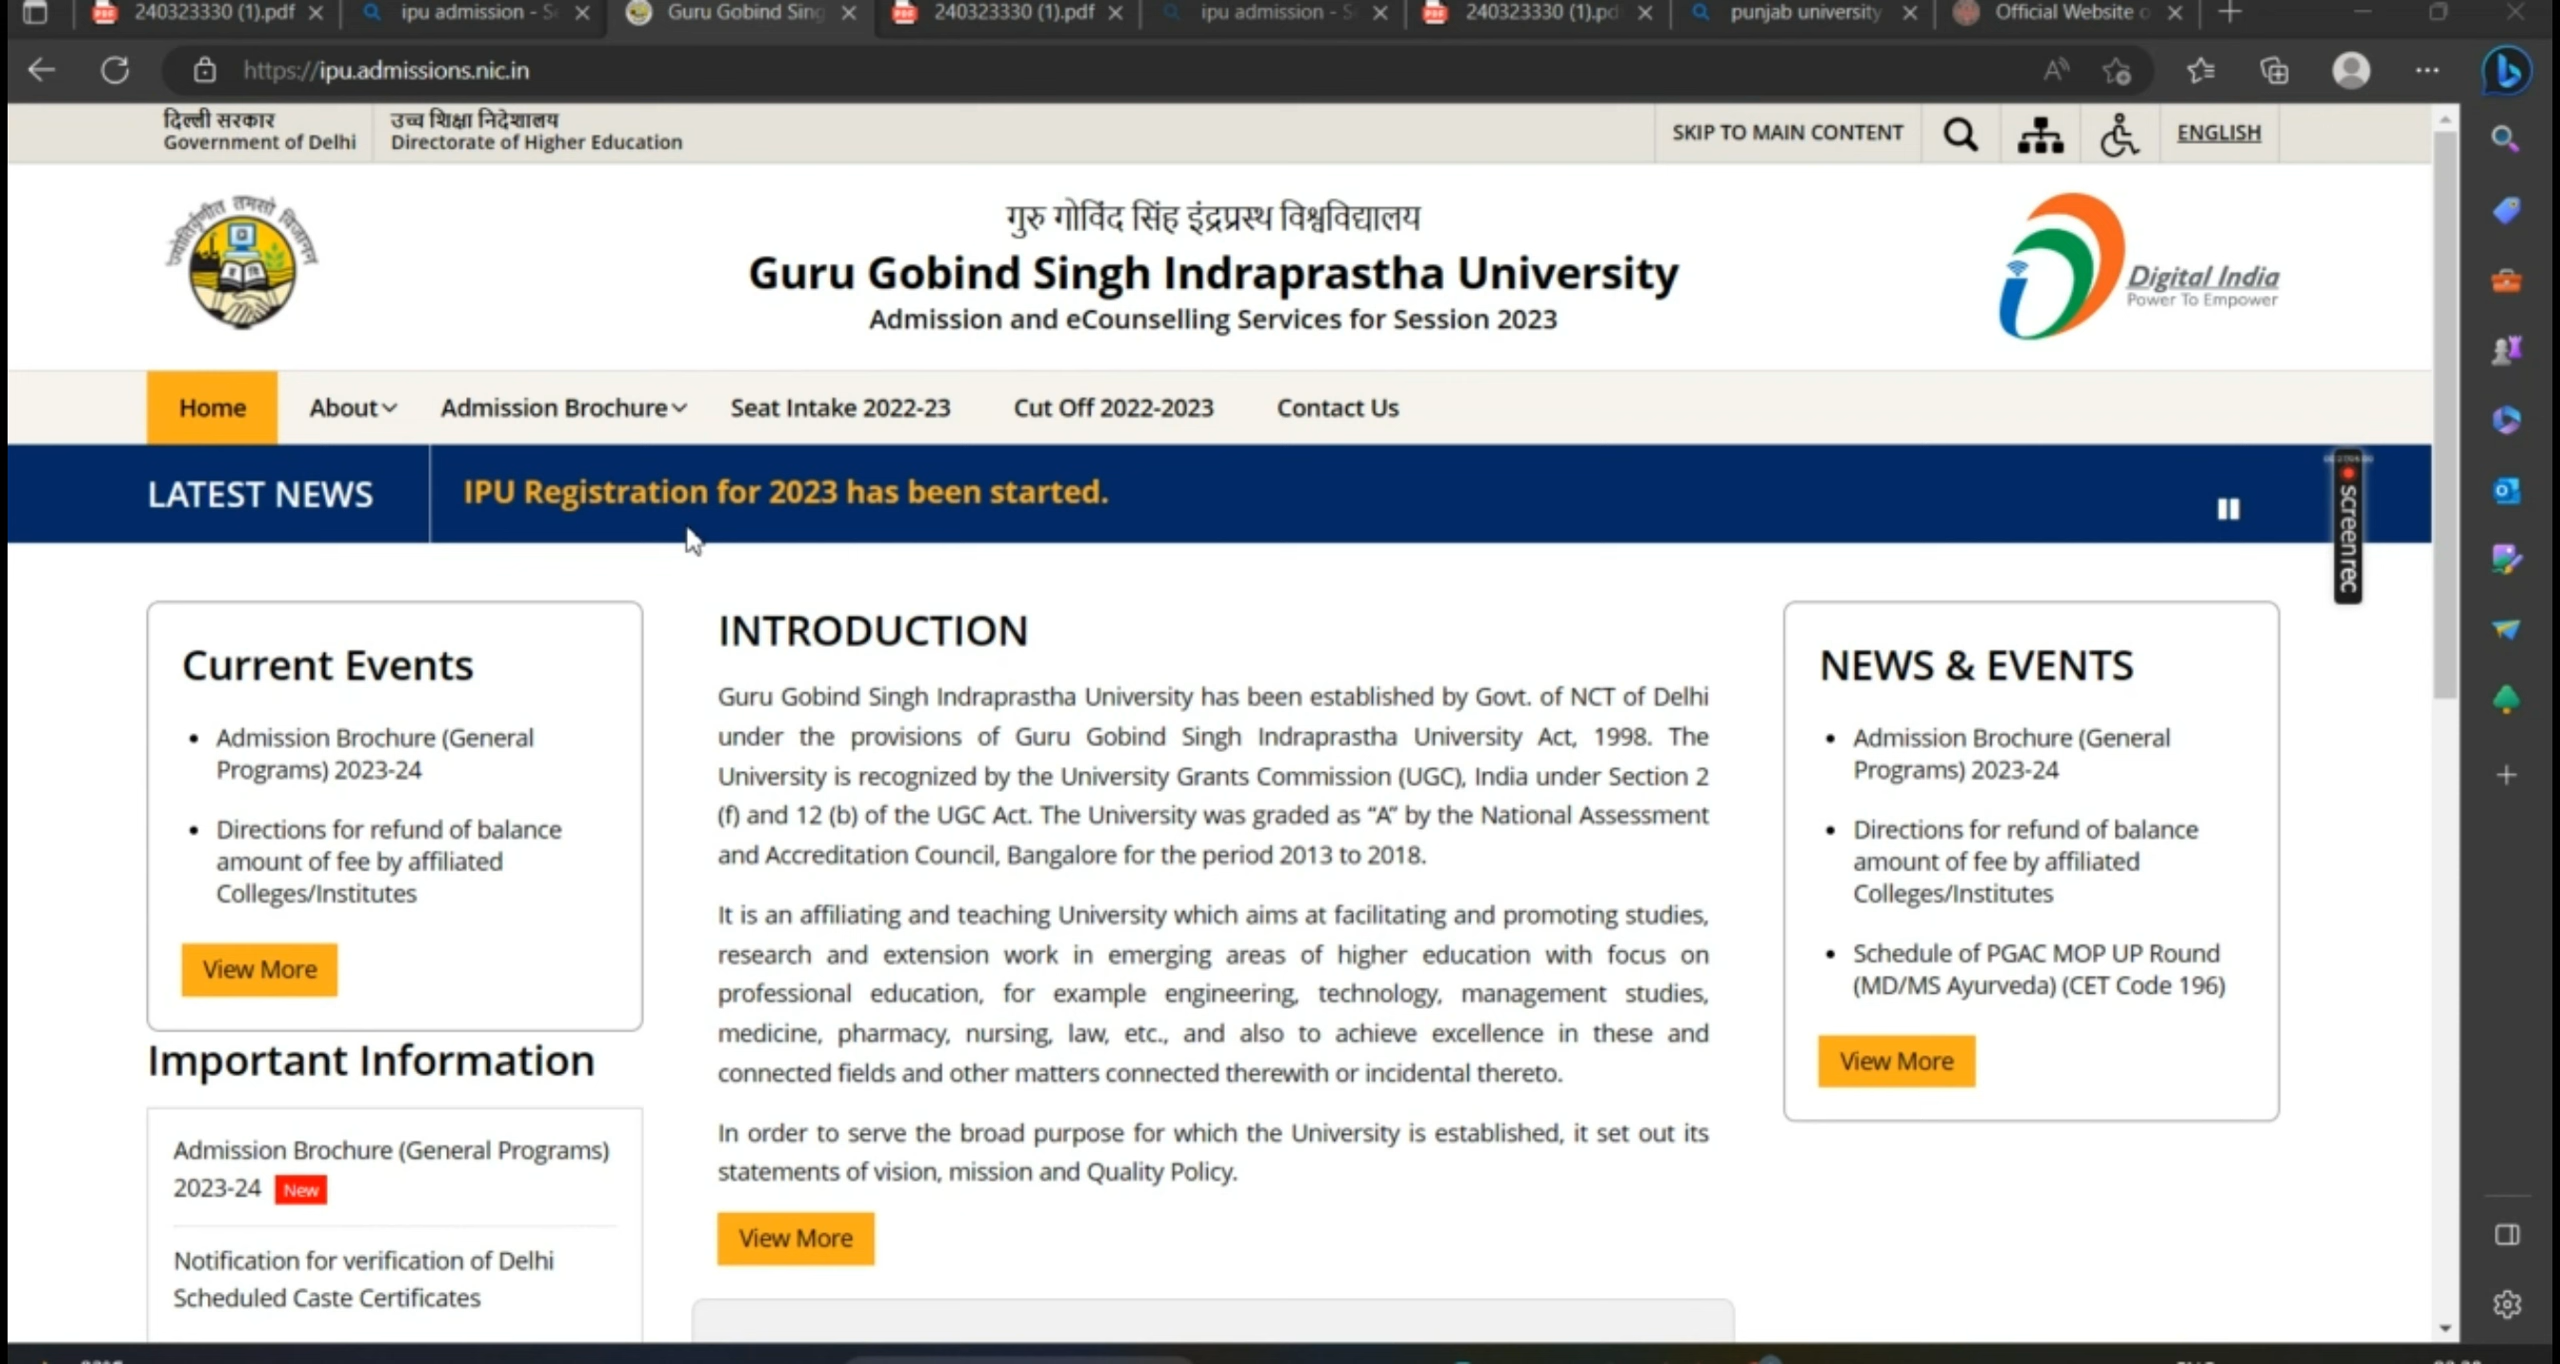 240323330 (1).pdf
ipu admission - S
Guru Gobind Sing
240323330 (1).pdf
ipu admission - S
240323330 (1).pd
punjab university
Official Website o
https://ipu.admissions.nic.in
दिल्ली सरकार
Government of Delhi
उच्च शिक्षा निदेशालय
Directorate of Higher Education
SKIP TO MAIN CONTENT
ENGLISH
गुरु गोविंद सिंह इंद्रप्रस्थ विश्वविद्यालय
Guru Gobind Singh Indraprastha University
Admission and eCounselling Services for Session 2023
Digital India
Power To Empower
Home
About
Admission Brochure
Seat Intake 2022-23
Cut Off 2022-2023
Contact Us
LATEST NEWS
IPU Registration for 2023 has been started.
screenrec
Current Events
Admission Brochure (General
Programs) 2023-24
Directions for refund of balance
amount of fee by affiliated
Colleges/Institutes
View More
Important Information
Admission Brochure (General Programs)
2023-24 New
Notification for verification of Delhi
Scheduled Caste Certificates
INTRODUCTION
Guru Gobind Singh Indraprastha University has been established by Govt. of NCT of Delhi
under the provisions of Guru Gobind Singh Indraprastha University Act, 1998. The
University is recognized by the University Grants Commission (UGC), India under Section 2
(f) and 12 (b) of the UGC Act. The University was graded as “A” by the National Assessment
and Accreditation Council, Bangalore for the period 2013 to 2018.
It is an affiliating and teaching University which aims at facilitating and promoting studies,
research and extension work in emerging areas of higher education with focus on
professional education, for example engineering, technology, management studies,
medicine, pharmacy, nursing, law, etc., and also to achieve excellence in these and
connected fields and other matters connected therewith or incidental thereto.
In order to serve the broad purpose for which the University is established, it set out its
statements of vision, mission and Quality Policy.
View More
NEWS & EVENTS
Admission Brochure (General
Programs) 2023-24
Directions for refund of balance
amount of fee by affiliated
Colleges/Institutes
Schedule of PGAC MOP UP Round
(MD/MS Ayurveda) (CET Code 196)
View More